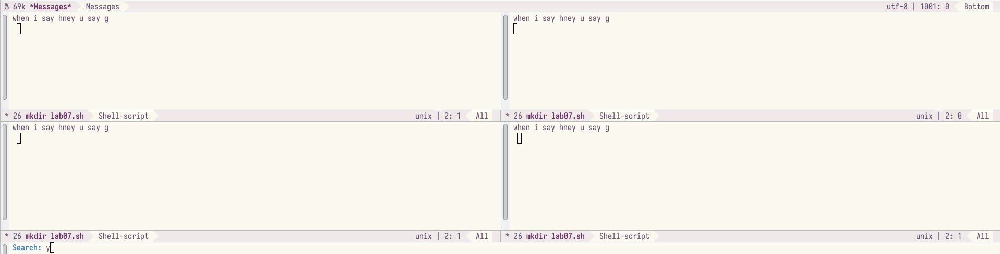 % 69k *Messages* Messages utf-8 | 1001: 0 Bottom
when i say hney u say g
when i say hney u say g
* 26 mkdir lab07.sh Shell-script unix | 2: 1 All
* 26 mkdir lab07.sh Shell-script unix | 2: 0 All
when i say hney u say g
when i say hney u say g
* 26 mkdir lab07.sh Shell-script unix | 2: 1 All
* 26 mkdir lab07.sh Shell-script unix | 2: 1 All
Search: y